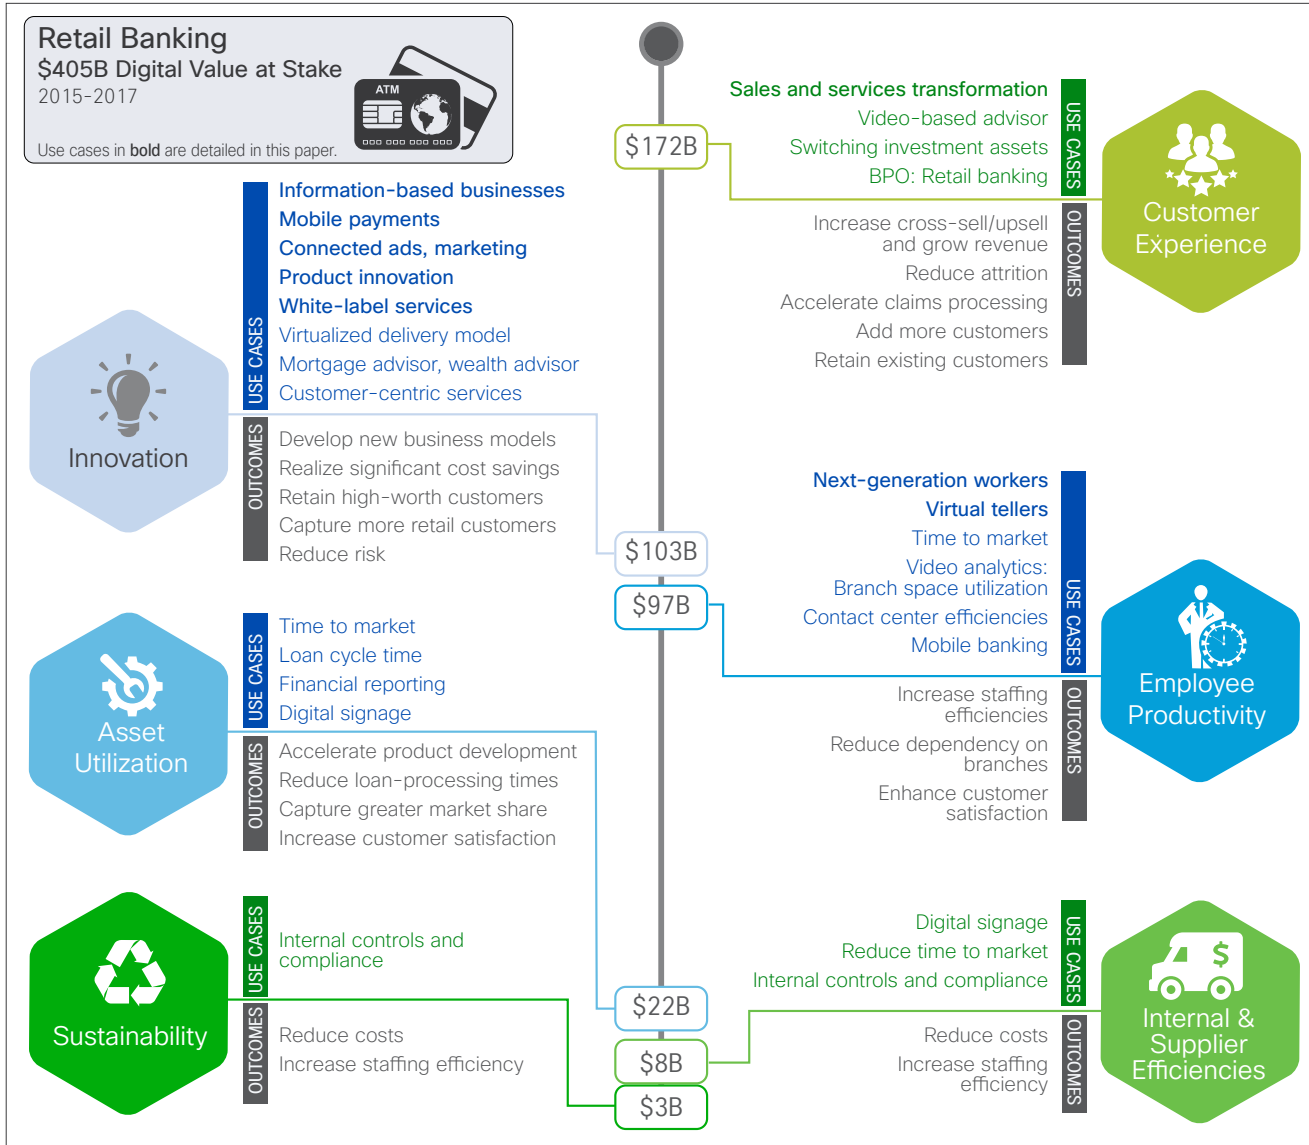 Retail Banking
$405B Digital Value at Stake
2015-2017
Use cases in bold are detailed in this paper.
ATM
$172B
Sales and services transformation
Video-based advisor
Switching investment assets
BPO: Retail banking
USE CASES
Increase cross-sell/upsell
and grow revenue
Reduce attrition
Accelerate claims processing
Add more customers
Retain existing customers
OUTCOMES
Customer
Experience
Innovation
USE CASES
Information-based businesses
Mobile payments
Connected ads, marketing
Product innovation
White-label services
Virtualized delivery model
Mortgage advisor, wealth advisor
Customer-centric services
OUTCOMES
Develop new business models
Realize significant cost savings
Retain high-worth customers
Capture more retail customers
Reduce risk
$103B
$97B
Next-generation workers
Virtual tellers
Time to market
Video analytics:
Branch space utilization
Contact center efficiencies
Mobile banking
USE CASES
Increase staffing
efficiencies
Reduce dependency on
branches
Enhance customer
satisfaction
OUTCOMES
Employee
Productivity
Asset
Utilization
USE CASES
Time to market
Loan cycle time
Financial reporting
Digital signage
OUTCOMES
Accelerate product development
Reduce loan-processing times
Capture greater market share
Increase customer satisfaction
$22B
Sustainability
USE CASES
Internal controls and
compliance
OUTCOMES
Reduce costs
Increase staffing efficiency
$8B
$3B
Digital signage
Reduce time to market
Internal controls and compliance
USE CASES
Reduce costs
Increase staffing
efficiency
OUTCOMES
$
Internal &
Supplier
Efficiencies